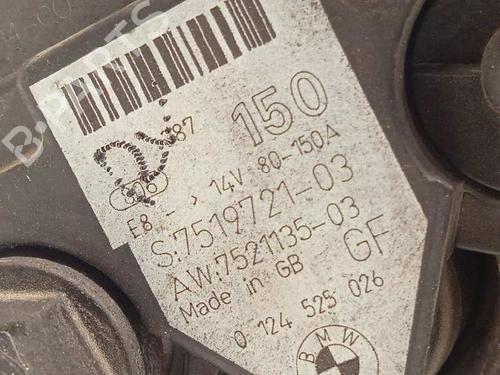 150
87
306
E8 - > 14V 80-150A
S:7519721-03
AW:7521135-03
Made in GB GF
0 124 525 026
BMW
B-PARTS